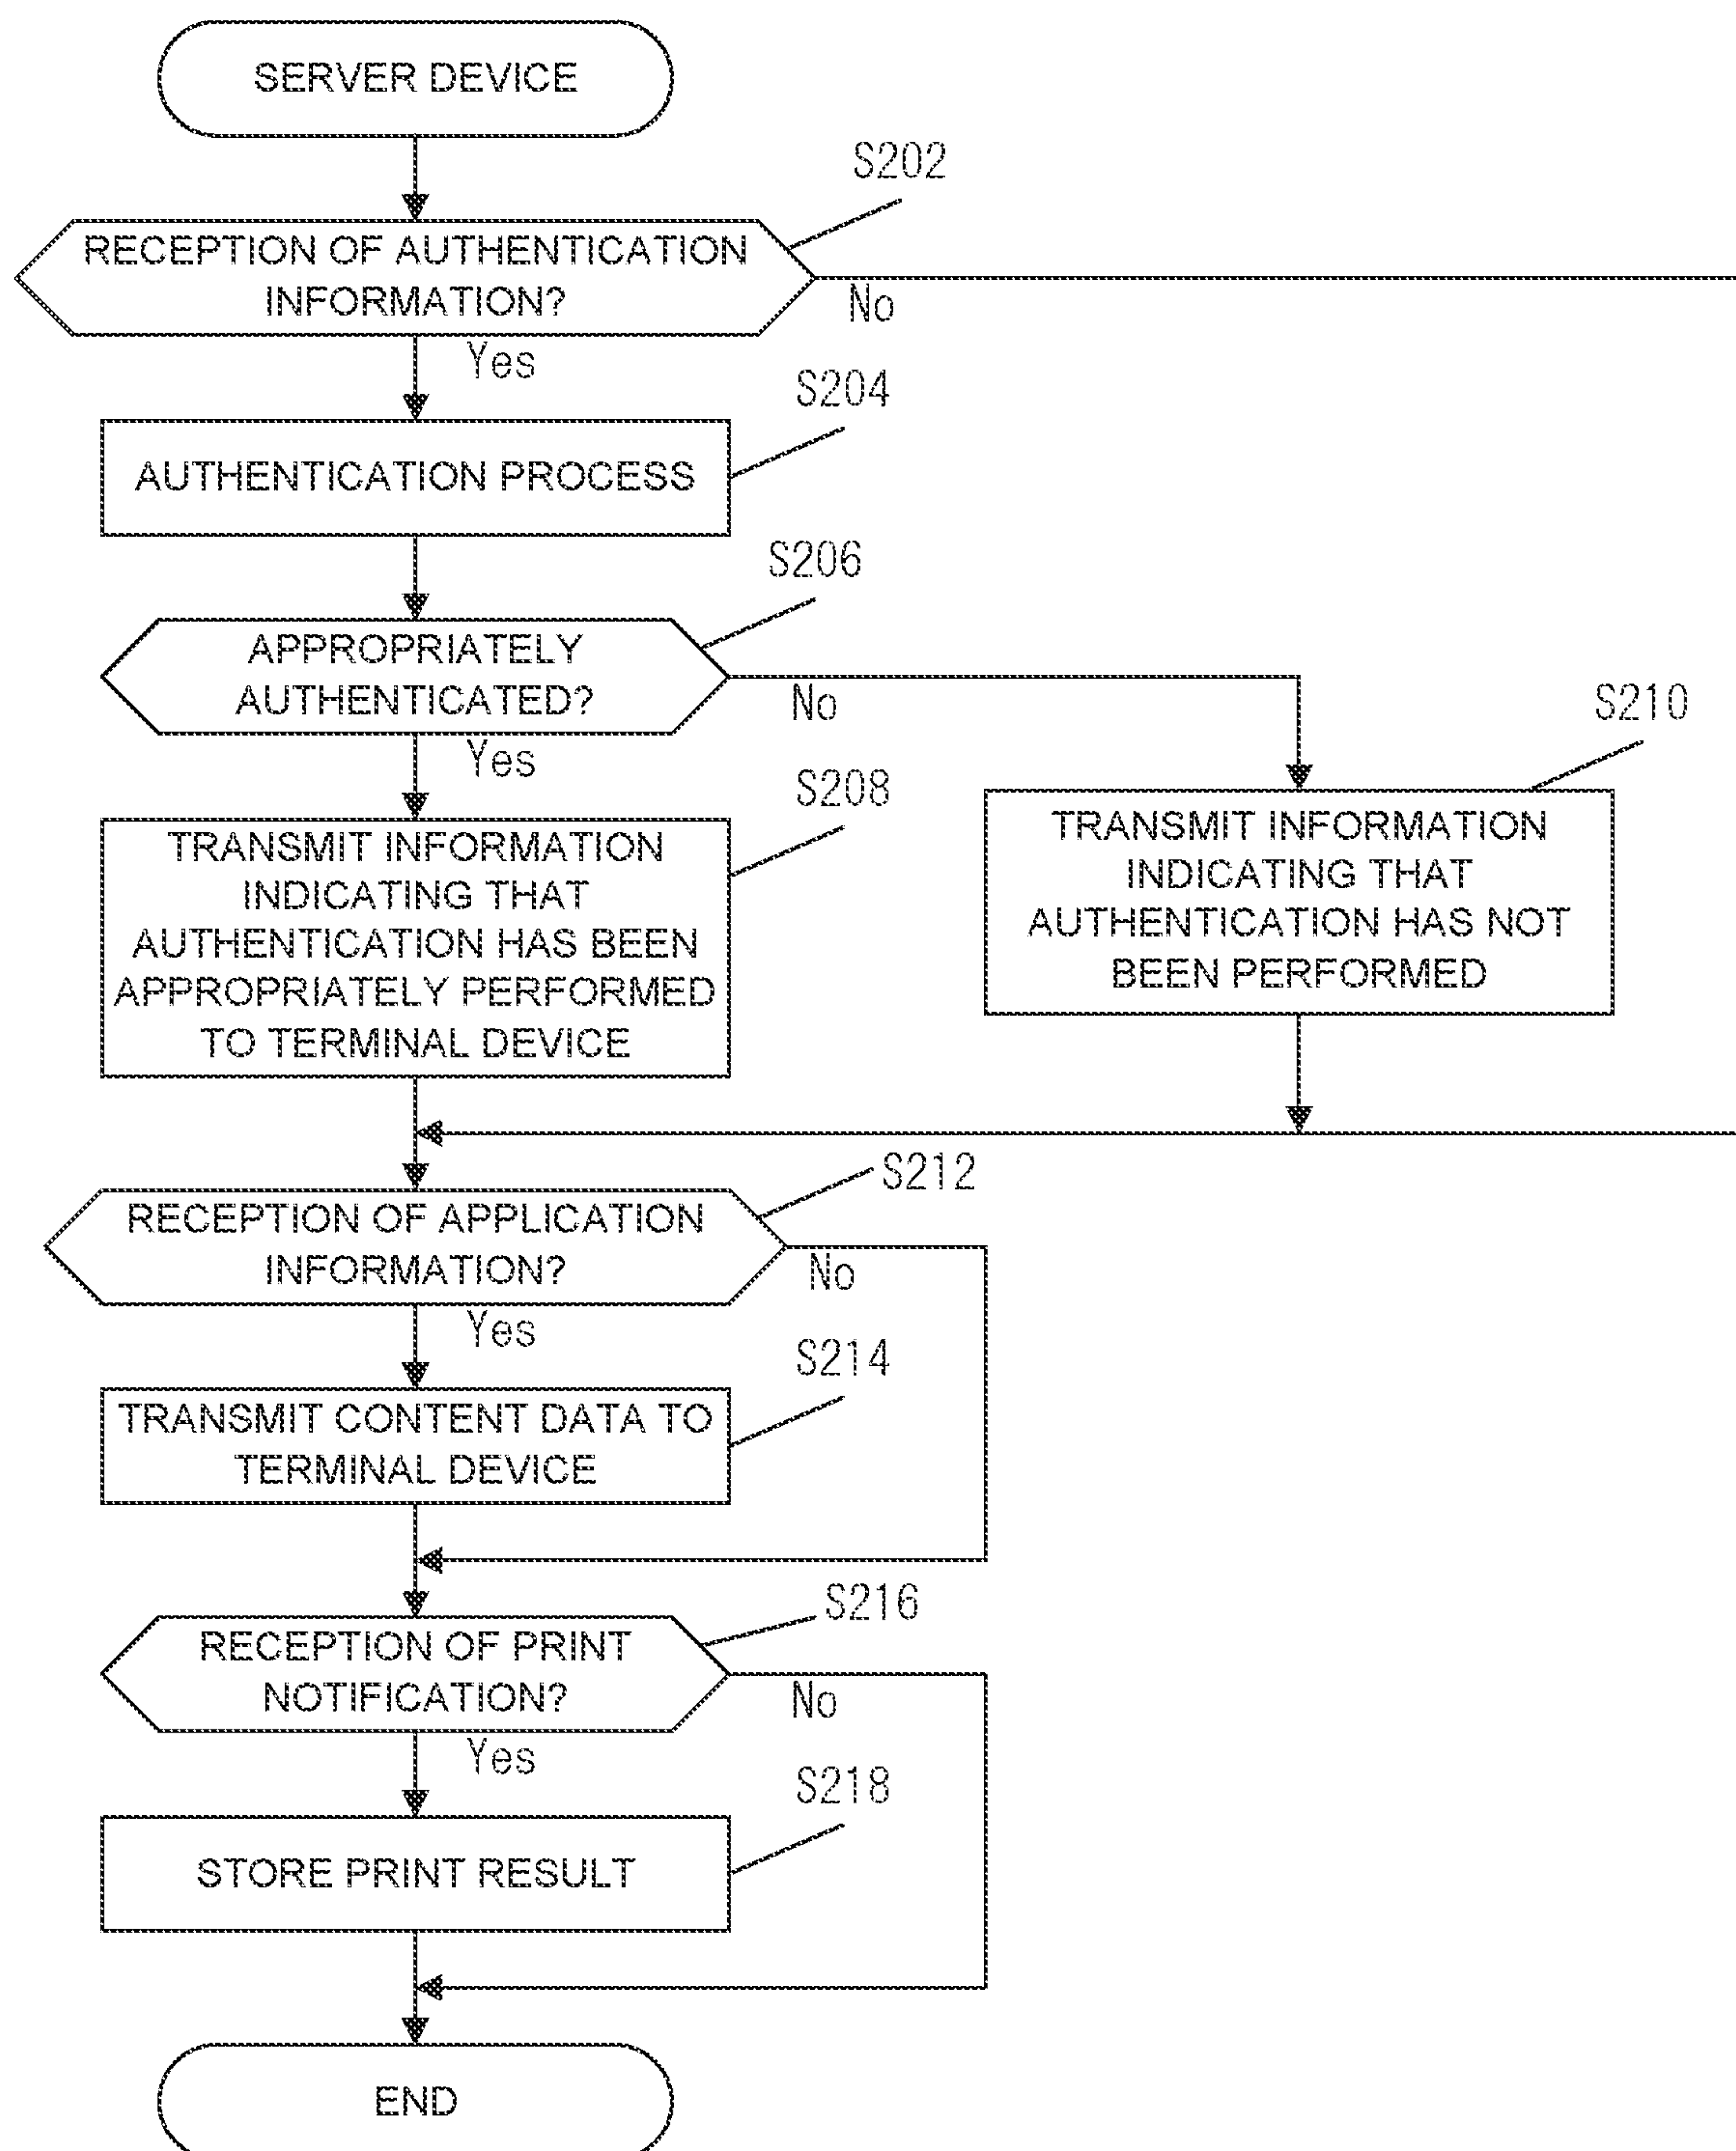 SERVER DEVICE
S202
RECEPTION OF AUTHENTICATION
INFORMATION?
No
Yes
S204
AUTHENTICATION PROCESS
S206
APPROPRIATELY
AUTHENTICATED?
No
Yes
S210
TRANSMIT INFORMATION
INDICATING THAT
AUTHENTICATION HAS NOT
BEEN PERFORMED
S208
TRANSMIT INFORMATION
INDICATING THAT
AUTHENTICATION HAS BEEN
APPROPRIATELY PERFORMED
TO TERMINAL DEVICE
S212
RECEPTION OF APPLICATION
INFORMATION?
No
Yes
S214
TRANSMIT CONTENT DATA TO
TERMINAL DEVICE
S216
RECEPTION OF PRINT
NOTIFICATION?
No
Yes
S218
STORE PRINT RESULT
END